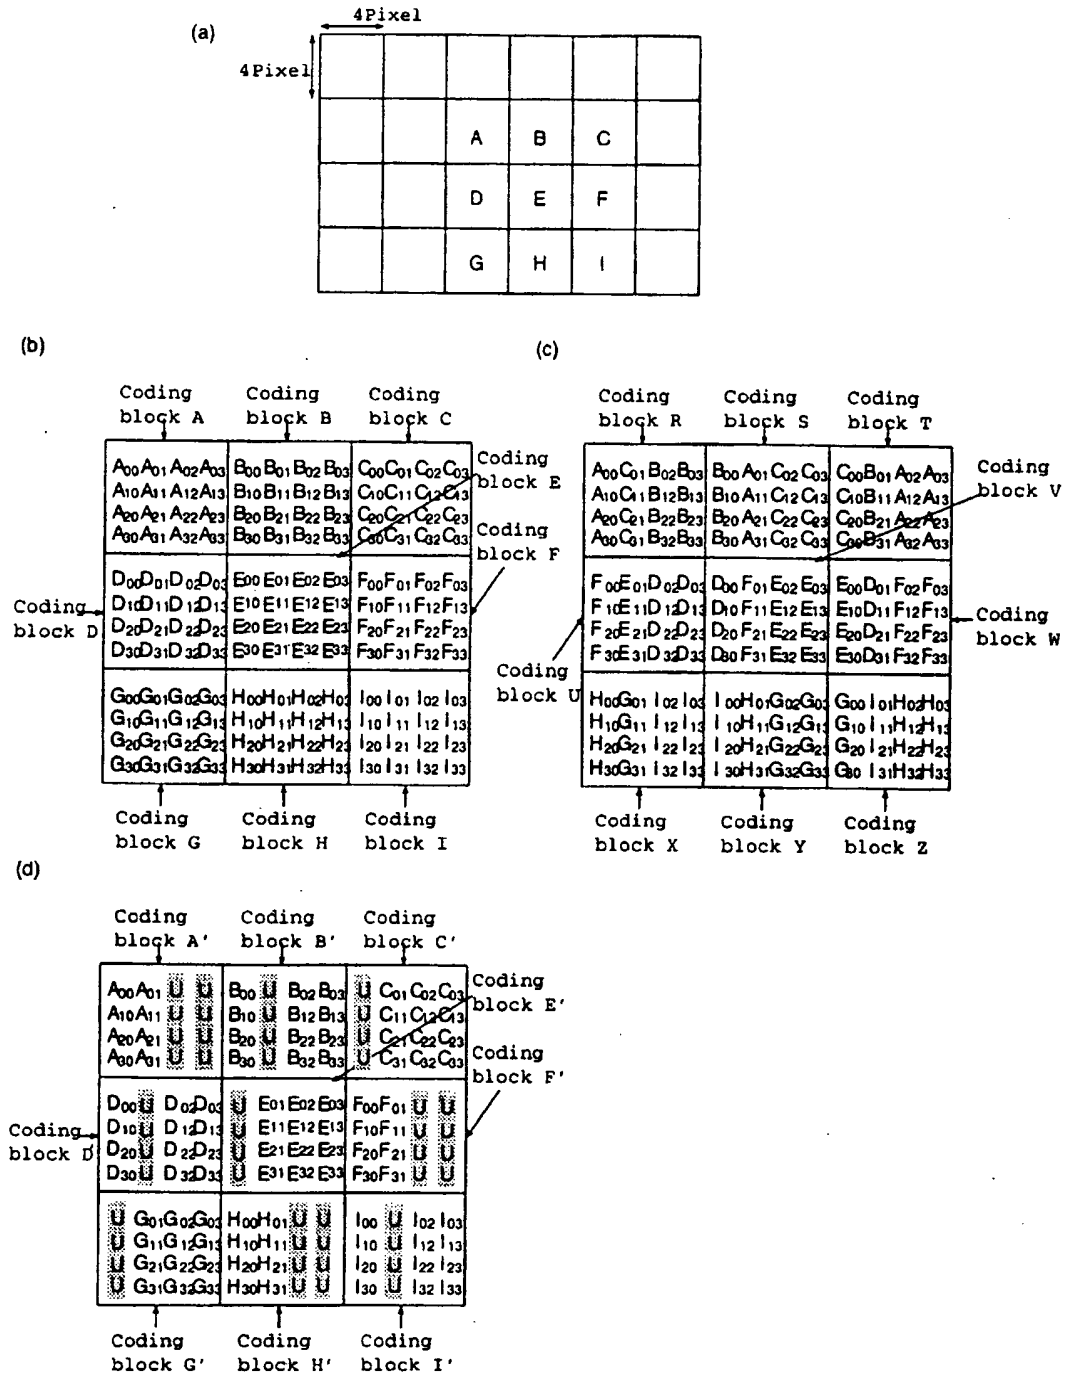 (a)
4Pixel
4Pixel
A B C
D E F
G H I
(b)
Coding block A
Coding block B
Coding block C
Coding block E
Coding block F
Coding block D
A00 A01 A02 A03 B00 B01 B02 B03 C00 C01 C02 C03
A10 A11 A12 A13 B10 B11 B12 B13 C10 C11 C12 C13
A20 A21 A22 A23 B20 B21 B22 B23 C20 C21 C22 C23
A30 A31 A32 A33 B30 B31 B32 B33 C30 C31 C32 C33
D00 D01 D02 D03 E00 E01 E02 E03 F00 F01 F02 F03
D10 D11 D12 D13 E10 E11 E12 E13 F10 F11 F12 F13
D20 D21 D22 D23 E20 E21 E22 E23 F20 F21 F22 F23
D30 D31 D32 D33 E30 E31 E32 E33 F30 F31 F32 F33
G00 G01 G02 G03 H00 H01 H02 H03 I00 I01 I02 I03
G10 G11 G12 G13 H10 H11 H12 H13 I10 I11 I12 I13
G20 G21 G22 G23 H20 H21 H22 H23 I20 I21 I22 I23
G30 G31 G32 G33 H30 H31 H32 H33 I30 I31 I32 I33
Coding block G
Coding block H
Coding block I
(c)
Coding block R
Coding block S
Coding block T
Coding block V
Coding block W
Coding block U
A00 C01 B02 B03 B00 A01 C02 C03 C00 B01 A02 A03
A10 C11 B12 B13 B10 A11 C12 C13 C10 B11 A12 A13
A20 C21 B22 B23 B20 A21 C22 C23 C20 B21 A22 A23
A30 C31 B32 B33 B30 A31 C32 C33 C30 B31 A32 A33
F00 E01 D02 D03 D00 F01 E02 E03 E00 D01 F02 F03
F10 E11 D12 D13 D10 F11 E12 E13 E10 D11 F12 F13
F20 E21 D22 D23 D20 F21 E22 E23 E20 D21 F22 F23
F30 E31 D32 D33 D30 F31 E32 E33 E30 D31 F32 F33
H00 G01 I02 I03 I00 H01 G02 G03 G00 I01 H02 H03
H10 G11 I12 I13 I10 H11 G12 G13 G10 I11 H12 H13
H20 G21 I22 I23 I20 H21 G22 G23 G20 I21 H22 H23
H30 G31 I32 I33 I30 H31 G32 G33 G30 I31 H32 H33
Coding block X
Coding block Y
Coding block Z
(d)
Coding block A'
Coding block B'
Coding block C'
Coding block E'
Coding block F'
Coding block D'
A00 A01 U U B00 U B02 B03 U C01 C02 C03
A10 A11 U U B10 U B12 B13 U C11 C12 C13
A20 A21 U U B20 U B22 B23 U C21 C22 C23
A30 A31 U U B30 U B32 B33 U C31 C32 C33
D00 U D02 D03 U E01 E02 E03 F00 F01 U U
D10 U D12 D13 U E11 E12 E13 F10 F11 U U
D20 U D22 D23 U E21 E22 E23 F20 F21 U U
D30 U D32 D33 U E31 E32 E33 F30 F31 U U
U G01 G02 G03 H00 H01 U U I00 U I02 I03
U G11 G12 G13 H10 H11 U U I10 U I12 I13
U G21 G22 G23 H20 H21 U U I20 U I22 I23
U G31 G32 G33 H30 H31 U U I30 U I32 I33
Coding block G'
Coding block H'
Coding block I'